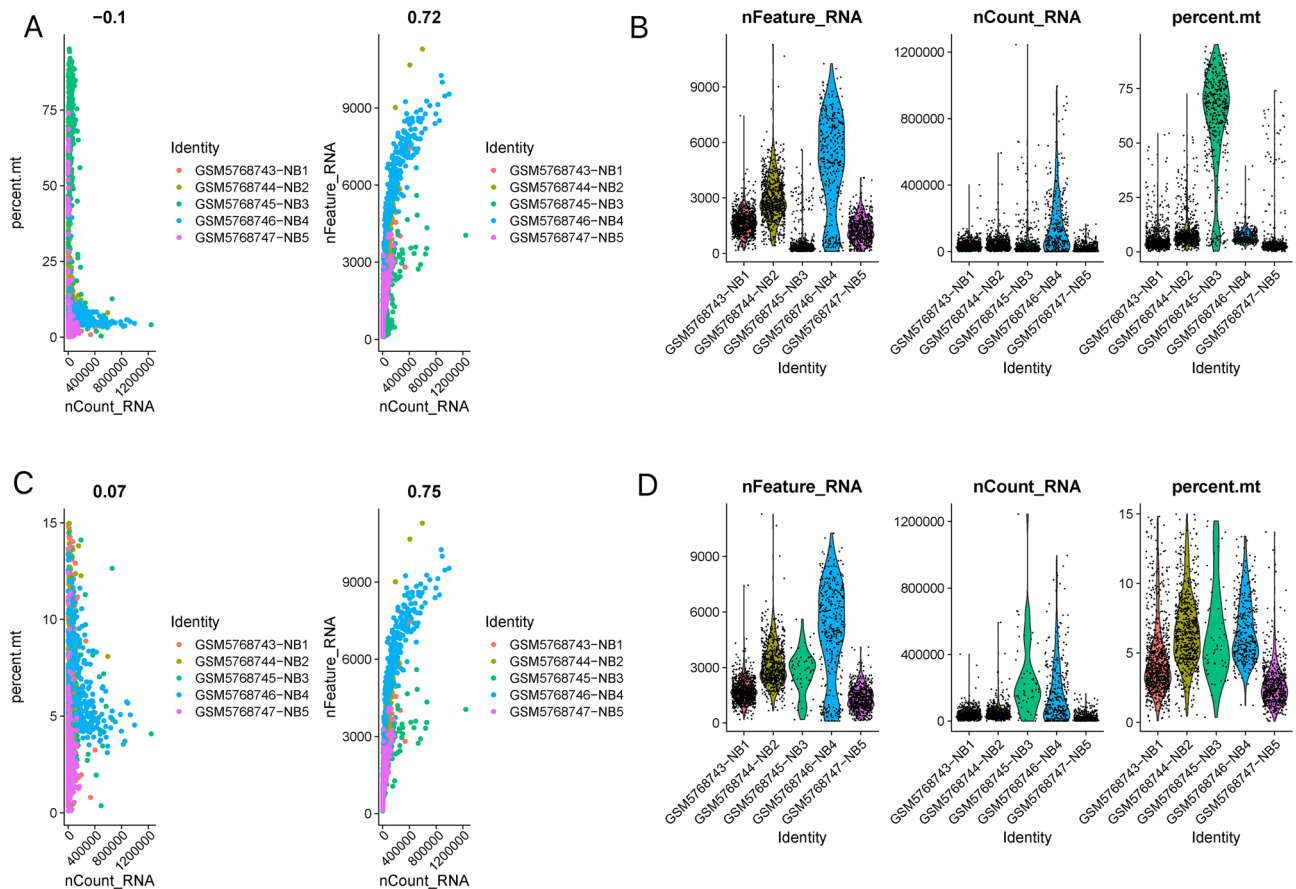 A
−0.1
percent.mt
75
50
25
0
0
400000
800000
1200000
nCount_RNA
Identity
GSM5768743−NB1
GSM5768744−NB2
GSM5768745−NB3
GSM5768746−NB4
GSM5768747−NB5
0.72
nFeature_RNA
9000
6000
3000
0
0
400000
800000
1200000
nCount_RNA
Identity
GSM5768743−NB1
GSM5768744−NB2
GSM5768745−NB3
GSM5768746−NB4
GSM5768747−NB5
B
nFeature_RNA
9000
6000
3000
0
GSM5768743−NB1
GSM5768744−NB2
GSM5768745−NB3
GSM5768746−NB4
GSM5768747−NB5
Identity
nCount_RNA
1200000
800000
400000
0
GSM5768743−NB1
GSM5768744−NB2
GSM5768745−NB3
GSM5768746−NB4
GSM5768747−NB5
Identity
percent.mt
75
50
25
0
GSM5768743−NB1
GSM5768744−NB2
GSM5768745−NB3
GSM5768746−NB4
GSM5768747−NB5
Identity
C
0.07
percent.mt
15
10
5
0
0
400000
800000
1200000
nCount_RNA
Identity
GSM5768743−NB1
GSM5768744−NB2
GSM5768745−NB3
GSM5768746−NB4
GSM5768747−NB5
0.75
nFeature_RNA
9000
6000
3000
0
0
400000
800000
1200000
nCount_RNA
Identity
GSM5768743−NB1
GSM5768744−NB2
GSM5768745−NB3
GSM5768746−NB4
GSM5768747−NB5
D
nFeature_RNA
9000
6000
3000
0
GSM5768743−NB1
GSM5768744−NB2
GSM5768745−NB3
GSM5768746−NB4
GSM5768747−NB5
Identity
nCount_RNA
1200000
800000
400000
0
GSM5768743−NB1
GSM5768744−NB2
GSM5768745−NB3
GSM5768746−NB4
GSM5768747−NB5
Identity
percent.mt
15
10
5
0
GSM5768743−NB1
GSM5768744−NB2
GSM5768745−NB3
GSM5768746−NB4
GSM5768747−NB5
Identity